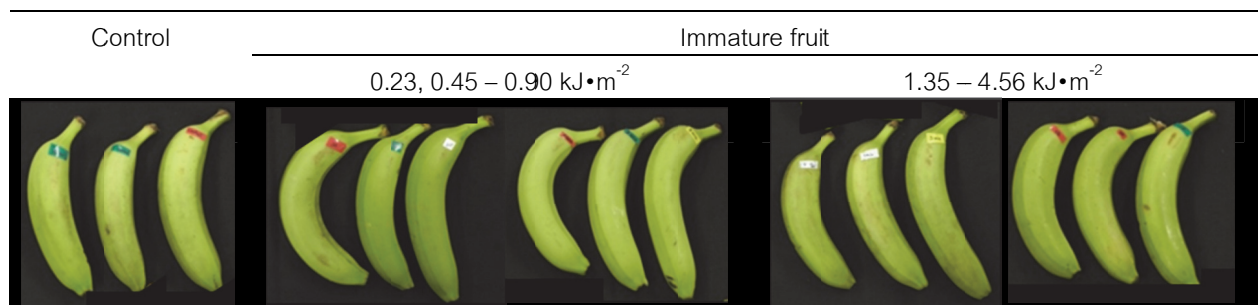 Control
Immature fruit
0.23, 0.45 – 0.90 kJ•m-2
1.35 – 4.56 kJ•m-2